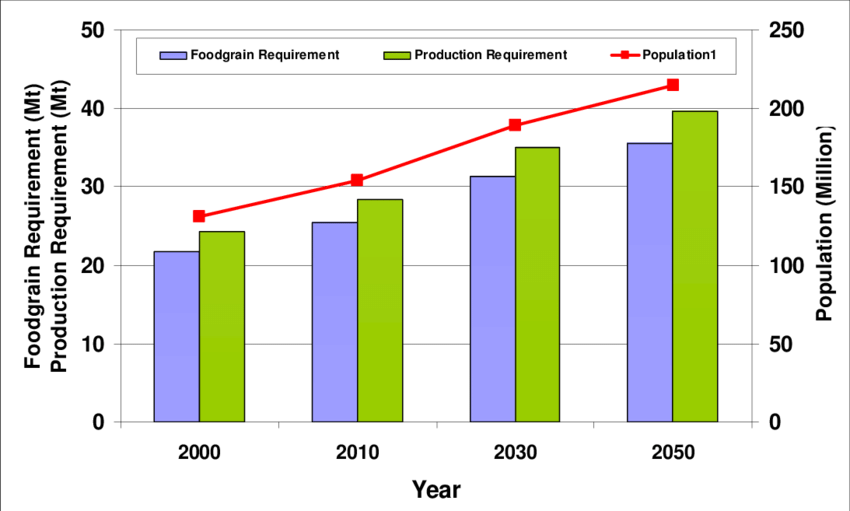 50
40
30
20
10
0
Foodgrain Requirement (Mt)
Production Requirement (Mt)
Foodgrain Requirement
Production Requirement
Population1
250
200
150
100
50
0
Population (Million)
2000
2010
2030
2050
Year